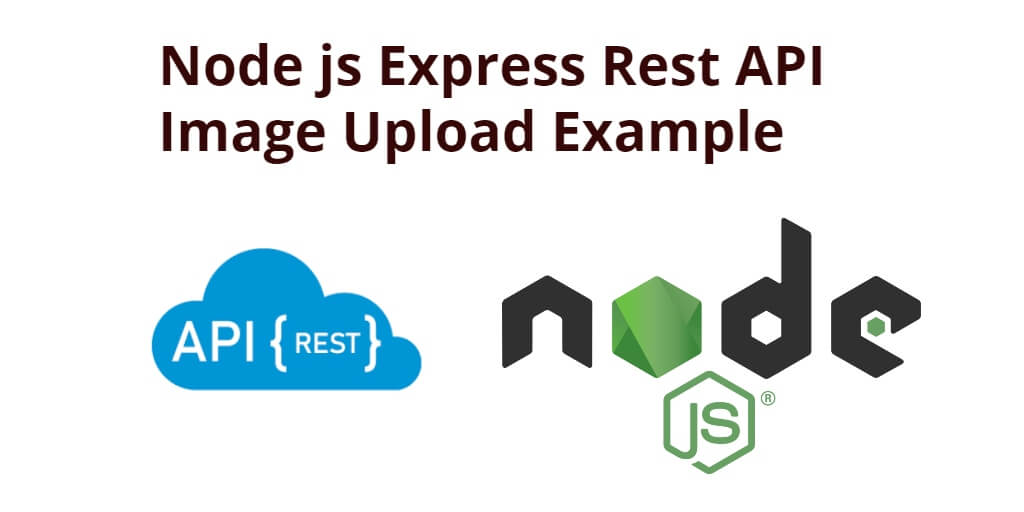 Node js Express Rest API
Image Upload Example
API {REST}
node
JS ®